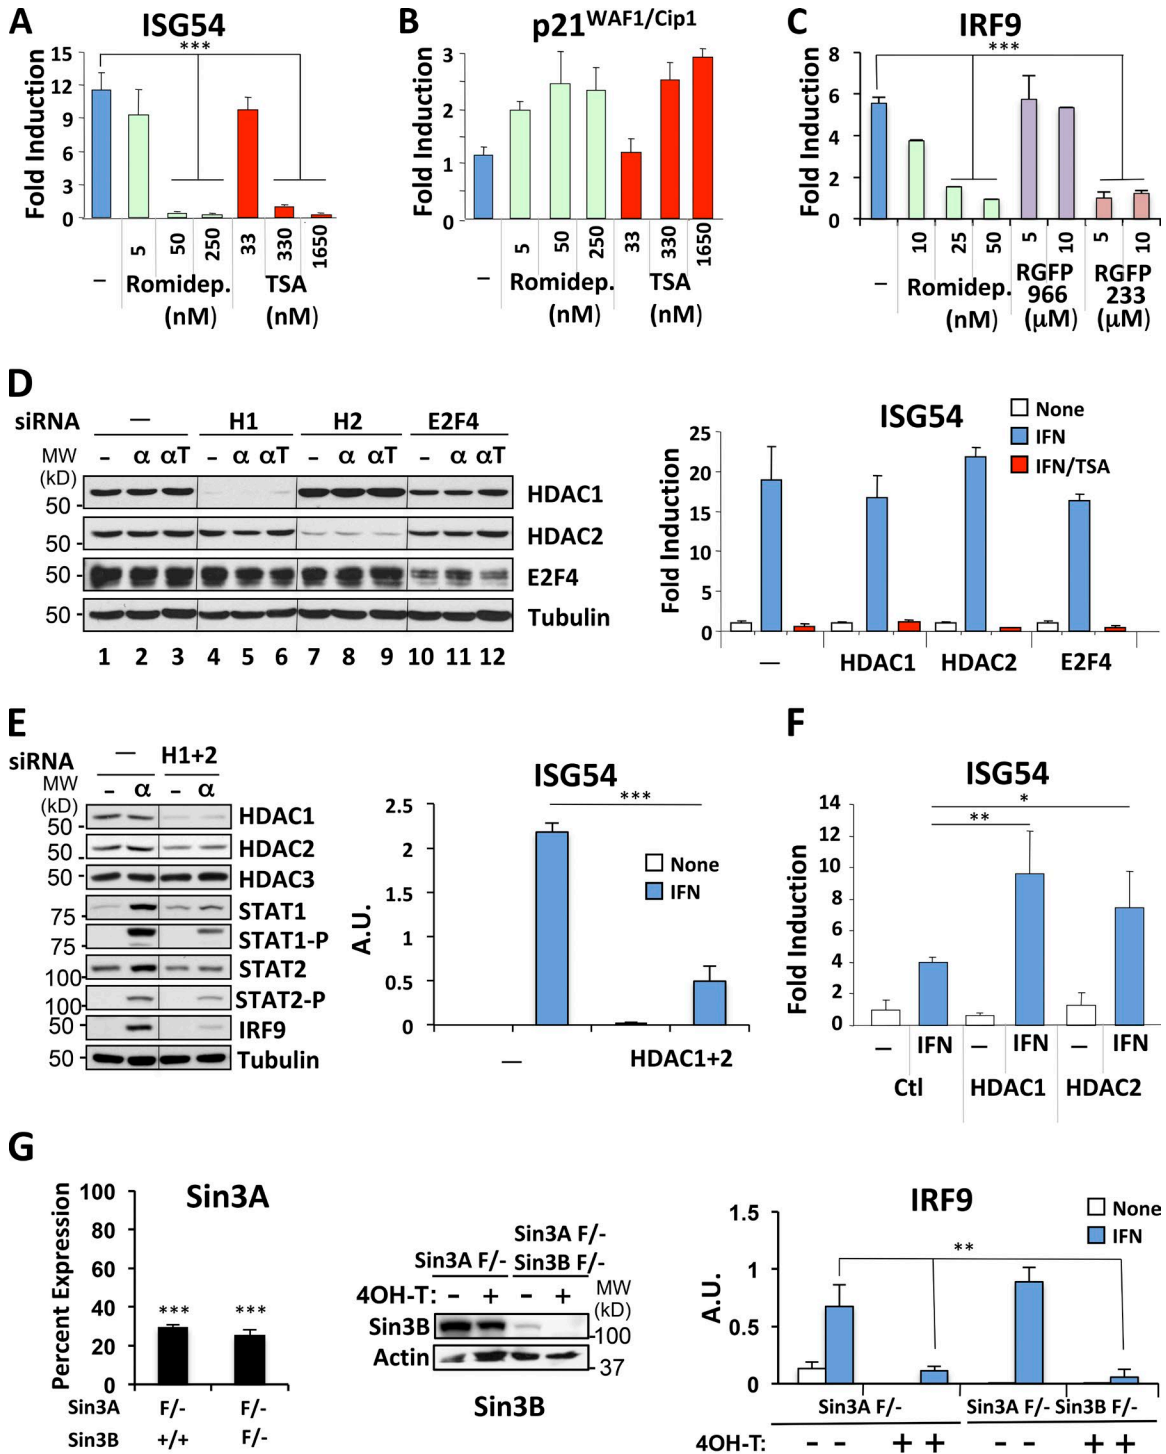 A
ISG54
***
Fold Induction
15
12
9
6
3
0
–
5
50
250
33
330
1650
Romidep.
(nM)
TSA
(nM)
B
p21WAF1/Cip1
Fold Induction
3
2
1
0
–
5
50
250
33
330
1650
Romidep.
(nM)
TSA
(nM)
C
IRF9
***
Fold Induction
8
6
4
2
0
–
10
25
50
5
10
5
10
Romidep.
(nM)
RGFP
966
(μM)
RGFP
233
(μM)
D
siRNA — H1 H2 E2F4
MW
(kD)
- α αT - α αT - α αT - α αT
50 - HDAC1
50 - HDAC2
50 - E2F4
50 - Tubulin
1 2 3 4 5 6 7 8 9 10 11 12
ISG54
None
IFN
IFN/TSA
Fold Induction
25
20
15
10
5
0
— HDAC1 HDAC2 E2F4
E
siRNA — H1+2
MW
(kD)
- α - α
50 - HDAC1
50 - HDAC2
50 - HDAC3
75 - STAT1
75 - STAT1-P
100 - STAT2
100 - STAT2-P
50 - IRF9
50 - Tubulin
ISG54
***
None
IFN
A.U.
2.5
2
1.5
1
0.5
0
— HDAC1+2
F
ISG54
*
**
Fold Induction
14
12
10
8
6
4
2
0
— IFN — IFN — IFN
Ctl HDAC1 HDAC2
G
Sin3A
Percent Expression
100
80
60
40
20
0
*** ***
Sin3A F/- F/-
Sin3B +/+ F/-
Sin3A F/-
Sin3A F/- Sin3B F/-
4OH-T: - + - +
MW
(kD)
Sin3B -100
Actin - 37
Sin3B
IRF9
None
IFN
**
A.U.
1.5
1
0.5
0
Sin3A F/- Sin3A F/- Sin3B F/-
4OH-T: - - + + - - + +